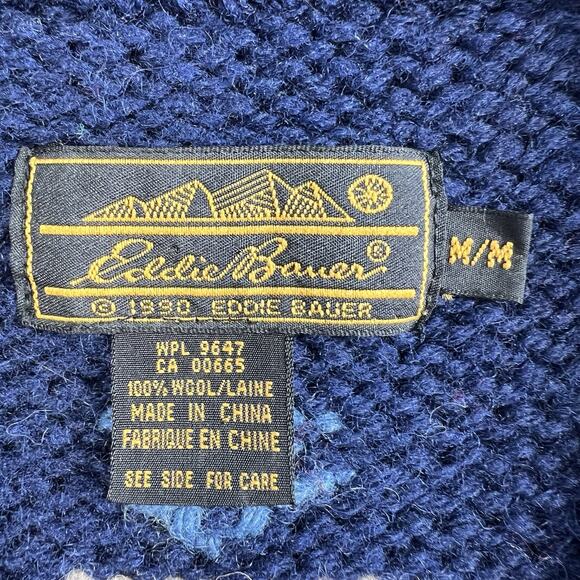 Eddie Bauer®
© 1990, EDDIE BAUER
M/M
WPL 9647
CA 00665
100% WOOL/LAINE
MADE IN CHINA
FABRIQUE EN CHINE
SEE SIDE FOR CARE